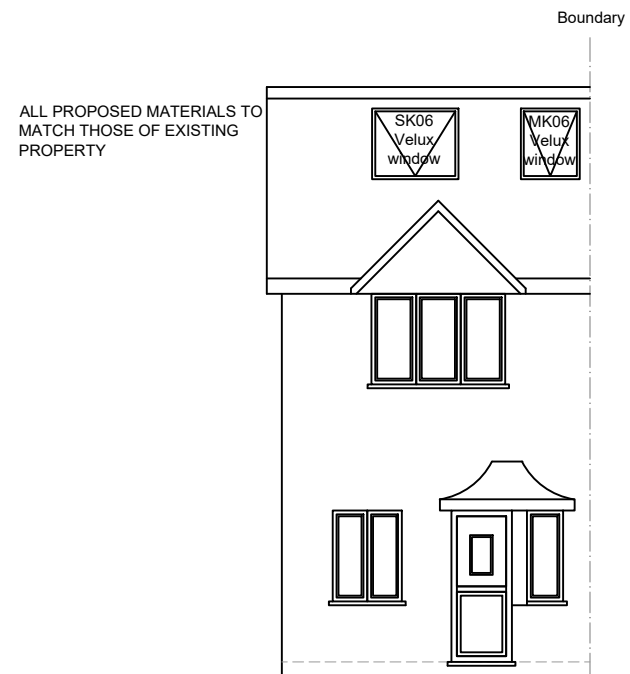 Boundary
ALL PROPOSED MATERIALS TO
MATCH THOSE OF EXISTING
PROPERTY
SK06
Velux
window
MK06
Velux
window